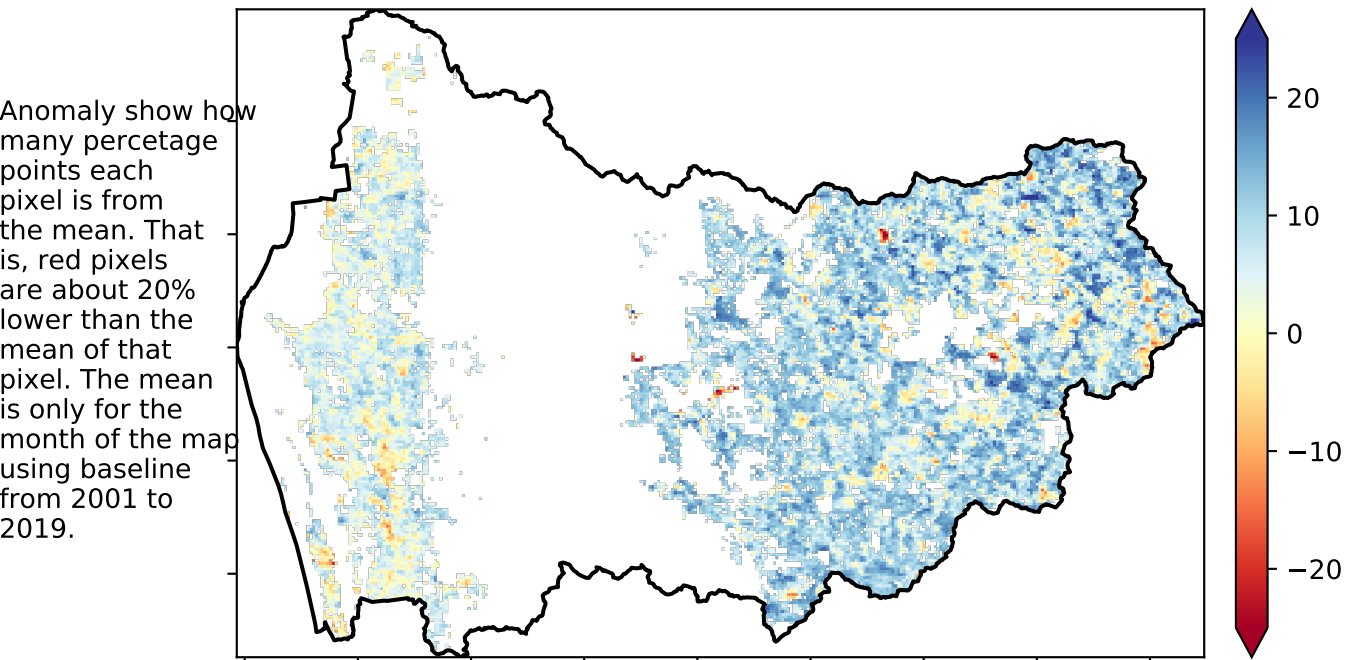 Anomaly show how
many percetage
points each
pixel is from
the mean. That
is, red pixels
are about 20%
lower than the
mean of that
pixel. The mean
is only for the
month of the map
using baseline
from 2001 to
2019.
20
10
0
−10
−20